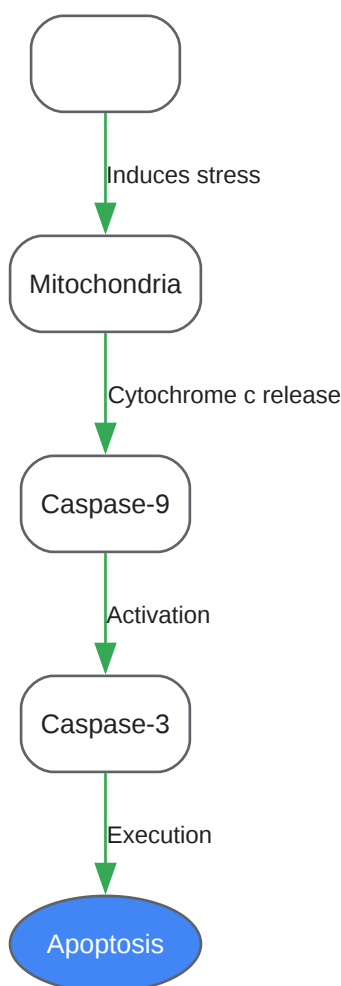 Induces stress
Mitochondria
Cytochrome c release
Caspase-9
Activation
Caspase-3
Execution
Apoptosis